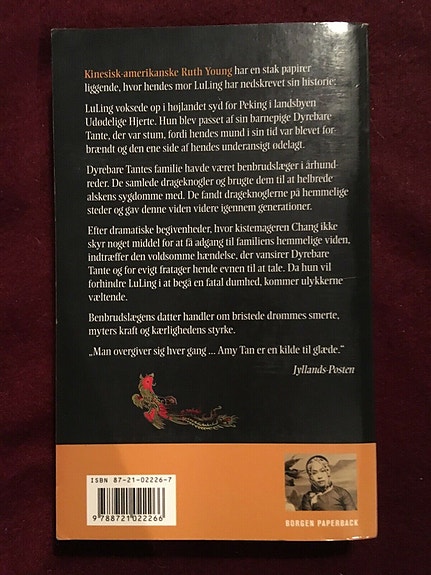 Kinesisk-amerikanske Ruth Young har en stak papirer
liggende, hvor hendes mor LuLing har nedskrevet sin historie:
LuLing voksede op i højlandet syd for Peking i landsbyen
Udødelige Hjerte. Hun blev passet af sin barnepige Dyrebare
Tante, der var stum, fordi hendes mund i sin tid var blevet for-
brændt og den ene side af hendes underansigt ødelagt.
Dyrebare Tantes familie havde været benbrudslæger i århund-
reder. De samlede drageknogler og brugte dem til at helbrede
alskens sygdomme med. De fandt drageknoglerne på hemmelige
steder og gav denne viden videre igennem generationer.
Efter dramatiske begivenheder, hvor kistemageren Chang ikke
skyr noget middel for at få adgang til familiens hemmelige viden,
indtræffer den voldsomme hændelse, der vansirer Dyrebare
Tante og for evigt fratager hende evnen til at tale. Da hun vil
forhindre LuLing i at begå en fatal dumhed, kommer ulykkerne
væltende.
Benbrudslægens datter handler om bristede drømmes smerte,
myters kraft og kærlighedens styrke.
„Man overgiver sig hver gang ... Amy Tan er en kilde til glæde.“
Jyllands-Posten
ISBN 87-21-02226-7
9 788721 022266
BORGEN PAPERBACK